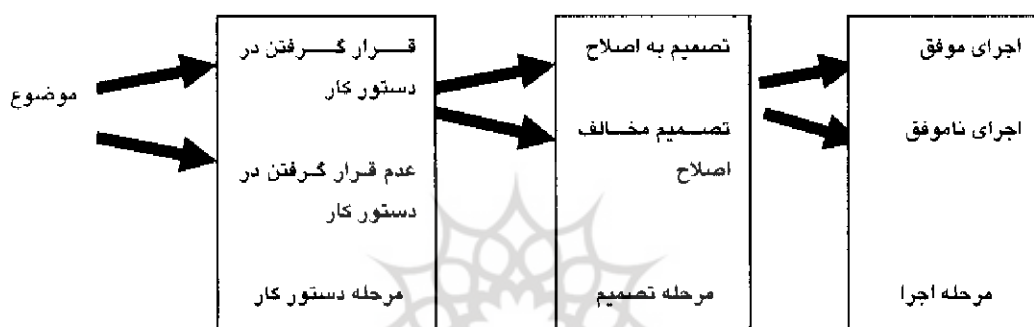 موضوع
قرار گرفتن در
دستور کار
عدم قرار گرفتن در
دستور کار
مرحله دستور کار
تصمیم به اصلاح
تصمیم مخالف
اصلاح
مرحله تصمیم
اجرای موفق
اجرای ناموفق
مرحله اجرا